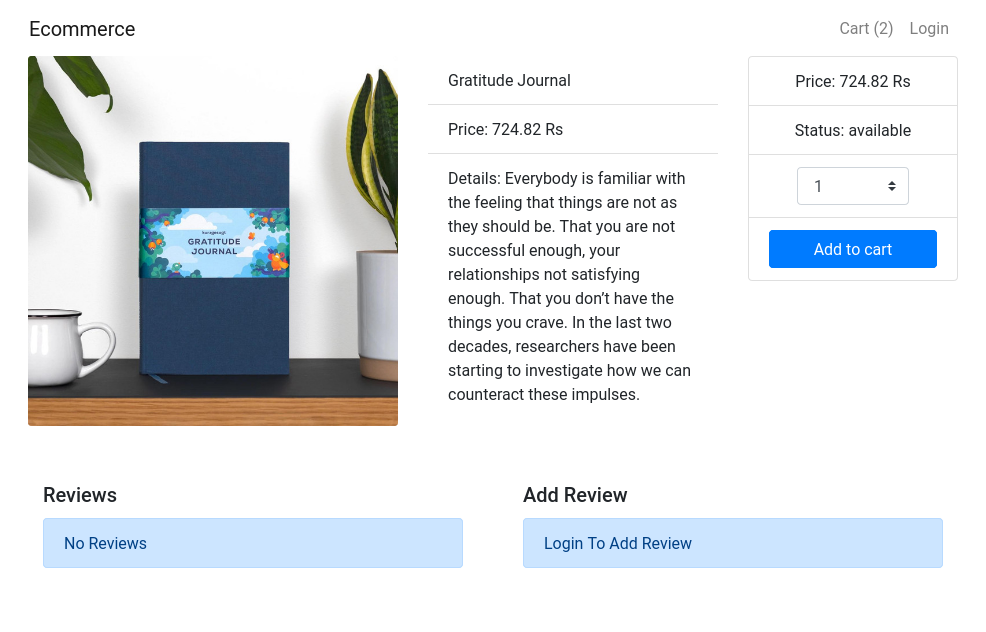 Ecommerce
Cart (2) Login
GRATITUDE
JOURNAL
Gratitude Journal
Price: 724.82 Rs
Details: Everybody is familiar with
the feeling that things are not as
they should be. That you are not
successful enough, your
relationships not satisfying
enough. That you don’t have the
things you crave. In the last two
decades, researchers have been
starting to investigate how we can
counteract these impulses.
Price: 724.82 Rs
Status: available
1
Add to cart
Reviews
No Reviews
Add Review
Login To Add Review